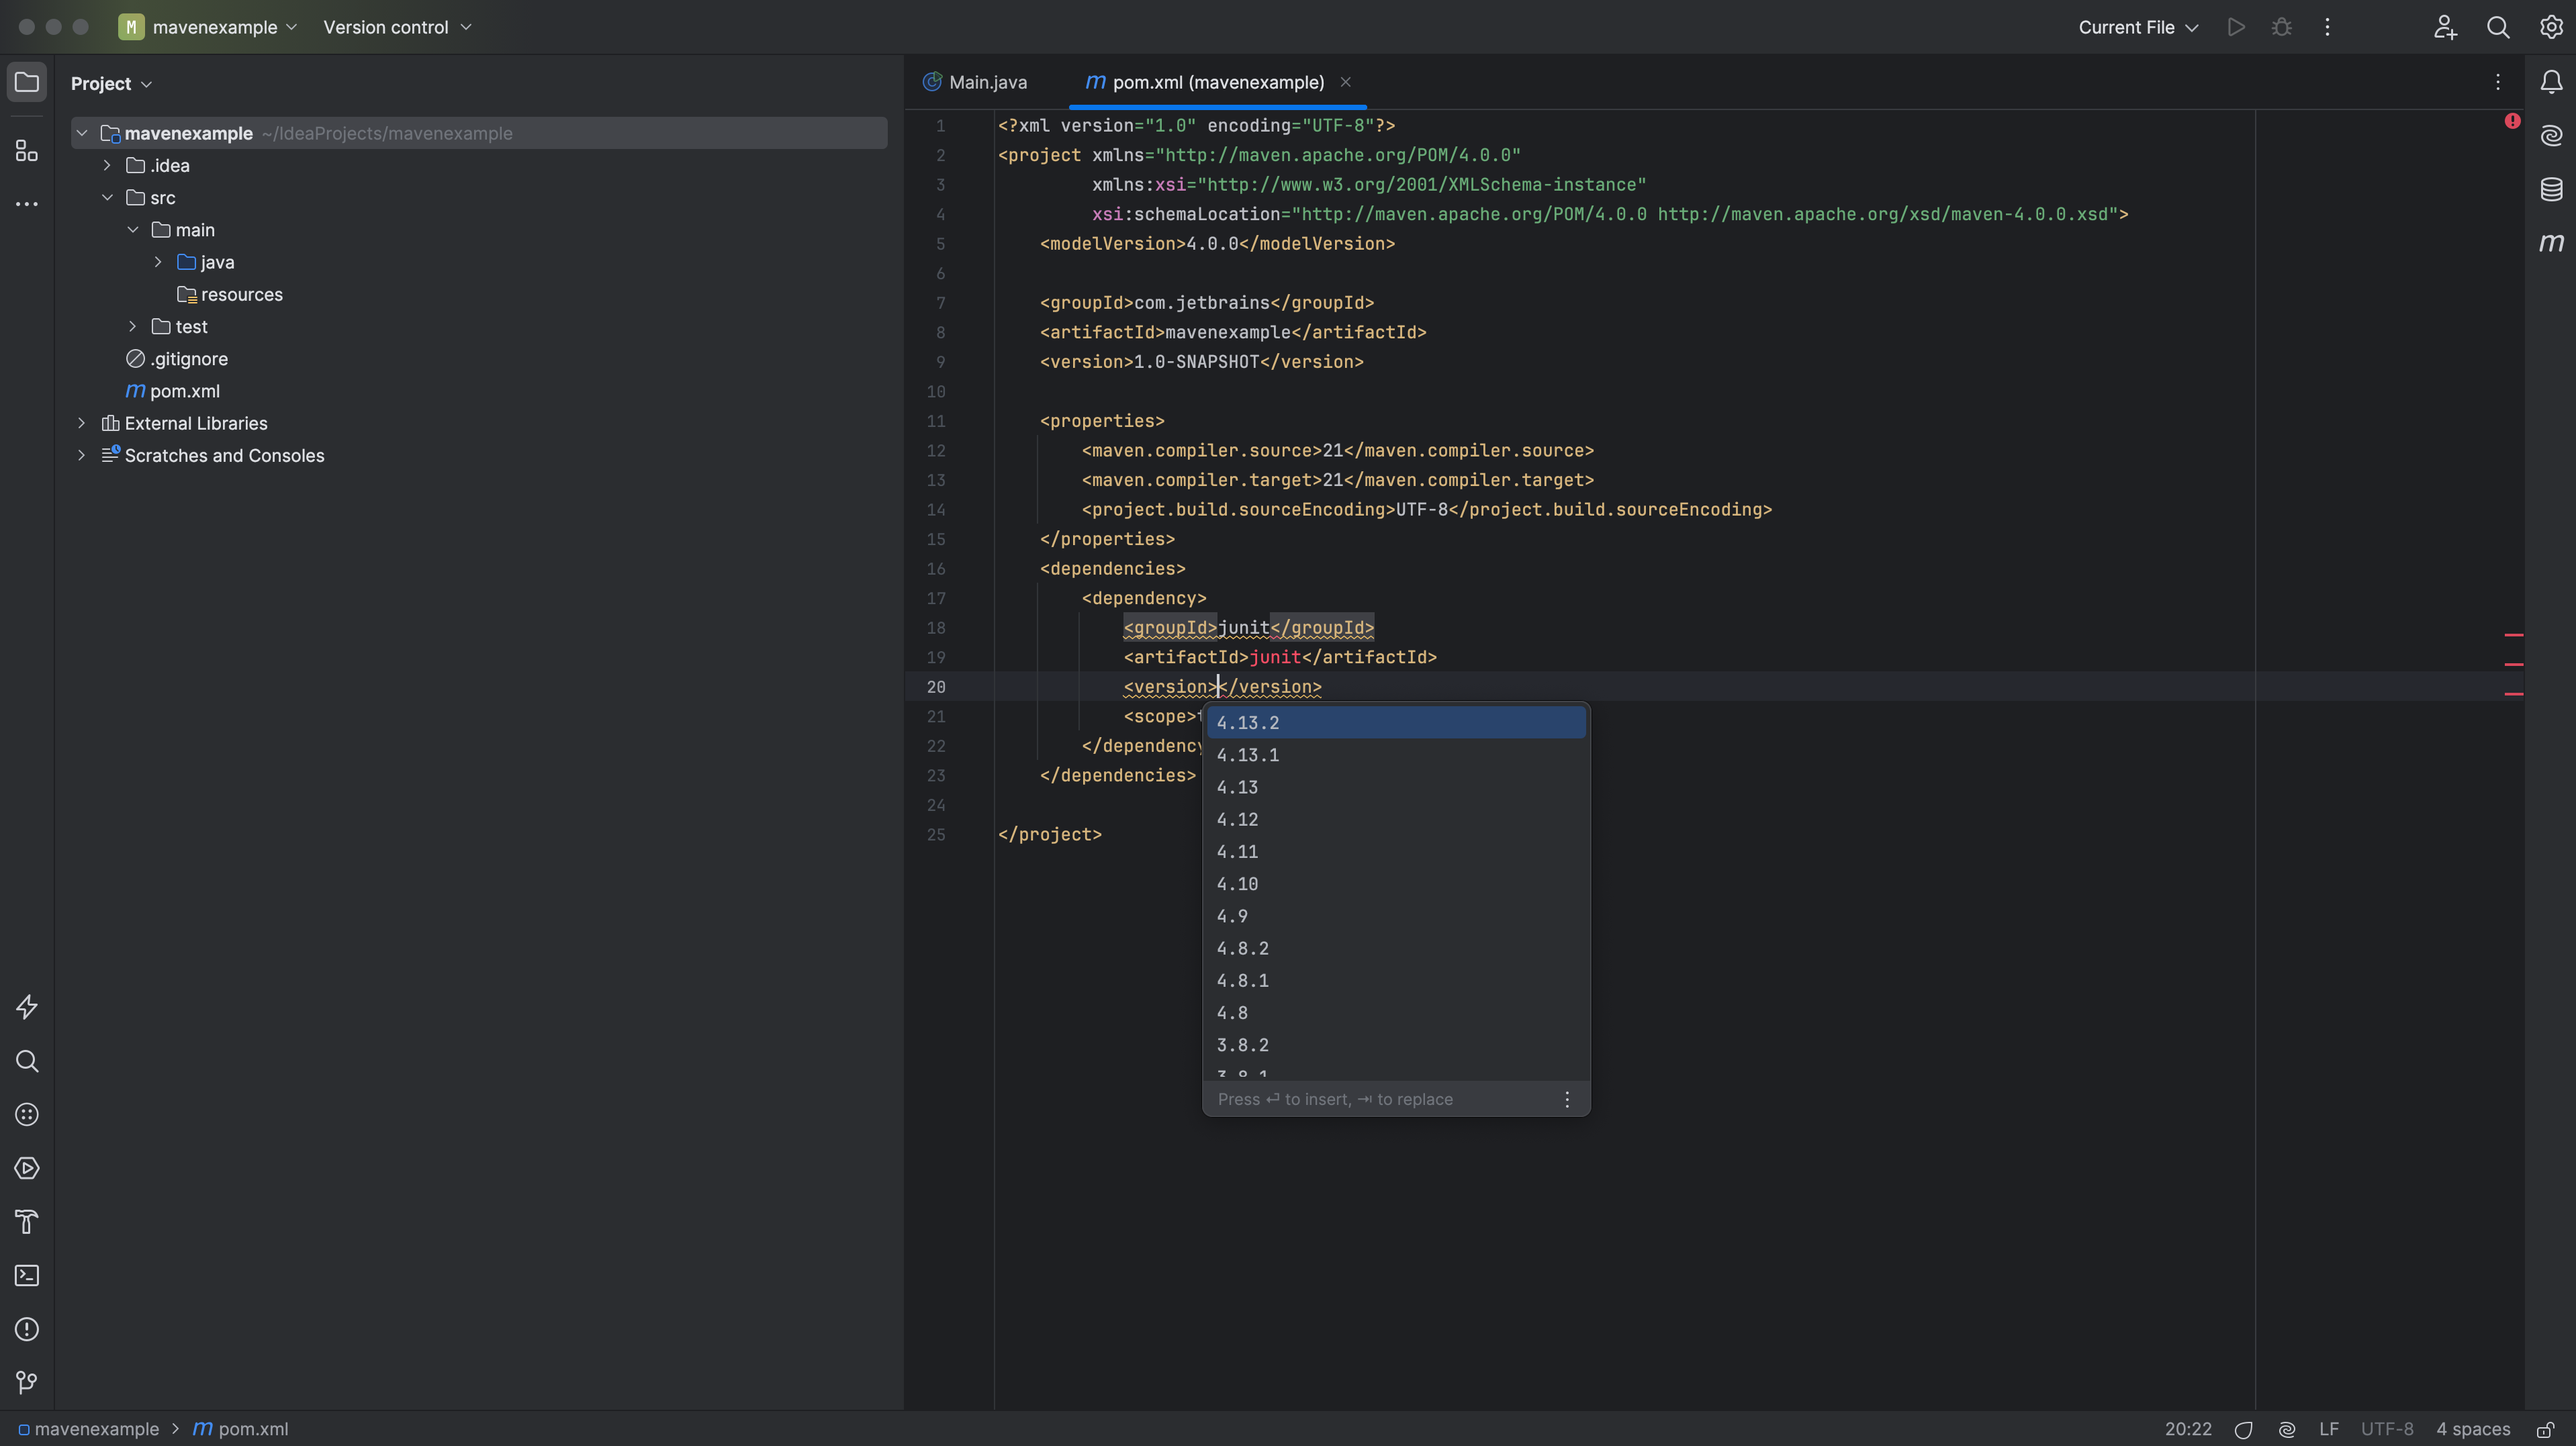 M mavenexample Version control Current File
Project
mavenexample ~/IdeaProjects/mavenexample
.idea
src
main
java
resources
test
.gitignore
m pom.xml
External Libraries
Scratches and Consoles
Main.java m pom.xml (mavenexample)
1 <?xml version="1.0" encoding="UTF-8"?>
2 <project xmlns="http://maven.apache.org/POM/4.0.0"
3 xmlns:xsi="http://www.w3.org/2001/XMLSchema-instance"
4 xsi:schemaLocation="http://maven.apache.org/POM/4.0.0 http://maven.apache.org/xsd/maven-4.0.0.xsd">
5 <modelVersion>4.0.0</modelVersion>
6
7 <groupId>com.jetbrains</groupId>
8 <artifactId>mavenexample</artifactId>
9 <version>1.0-SNAPSHOT</version>
10
11 <properties>
12 <maven.compiler.source>21</maven.compiler.source>
13 <maven.compiler.target>21</maven.compiler.target>
14 <project.build.sourceEncoding>UTF-8</project.build.sourceEncoding>
15 </properties>
16 <dependencies>
17 <dependency>
18 <groupId>junit</groupId>
19 <artifactId>junit</artifactId>
20 <version></version>
21 <scope>
22 </dependency
23 </dependencies>
24
25 </project>
4.13.2
4.13.1
4.13
4.12
4.11
4.10
4.9
4.8.2
4.8.1
4.8
3.8.2
3.8.1
Press ⏎ to insert, ⇥ to replace
m
mavenexample > m pom.xml 20:22 LF UTF-8 4 spaces